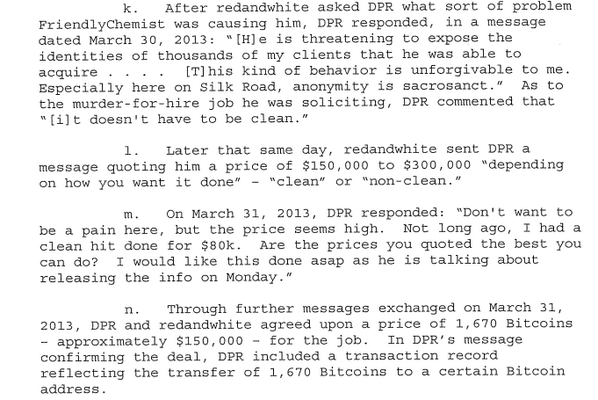 k. After redandwhite asked DPR what sort of problem
FriendlyChemist was causing him, DPR responded, in a message
dated March 30, 2013: "[H]e is threatening to expose the
identities of thousands of my clients that he was able to
acquire . . . . [T]his kind of behavior is unforgivable to me.
Especially here on Silk Road, anonymity is sacrosanct." As to
the murder-for-hire job he was soliciting, DPR commented that
"[i]t doesn't have to be clean."
l. Later that same day, redandwhite sent DPR a
message quoting him a price of $150,000 to $300,000 "depending
on how you want it done" – "clean" or "non-clean."
m. On March 31, 2013, DPR responded: "Don't want to
be a pain here, but the price seems high. Not long ago, I had a
clean hit done for $80k. Are the prices you quoted the best you
can do? I would like this done asap as he is talking about
releasing the info on Monday."
n. Through further messages exchanged on March 31,
2013, DPR and redandwhite agreed upon a price of 1,670 Bitcoins
– approximately $150,000 – for the job. In DPR's message
confirming the deal, DPR included a transaction record
reflecting the transfer of 1,670 Bitcoins to a certain Bitcoin
address.